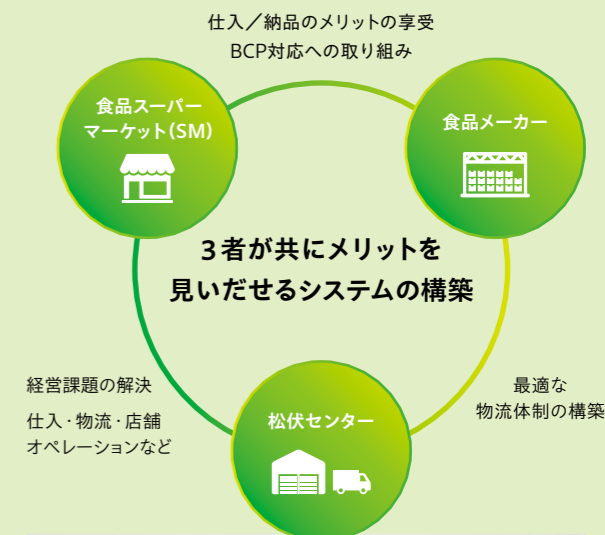 仕入／納品のメリットの享受
BCP対応への取り組み
食品スーパー
マーケット(SM)
食品メーカー
3者が共にメリットを
見いだせるシステムの構築
経営課題の解決
仕入・物流・店舗
オペレーションなど
松伏センター
最適な
物流体制の構築